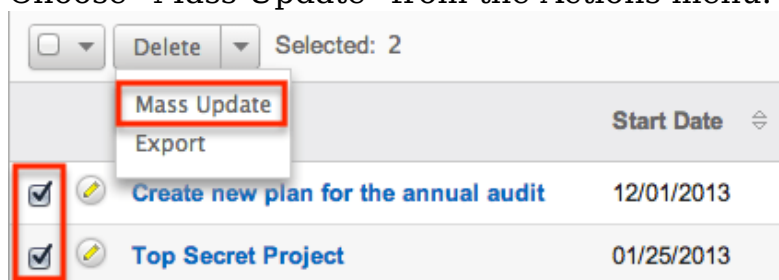 Choose "Mass Update" from the Actions menu.
Delete Selected: 2
Mass Update
Export
Start Date
Create new plan for the annual audit 12/01/2013
Top Secret Project 01/25/2013